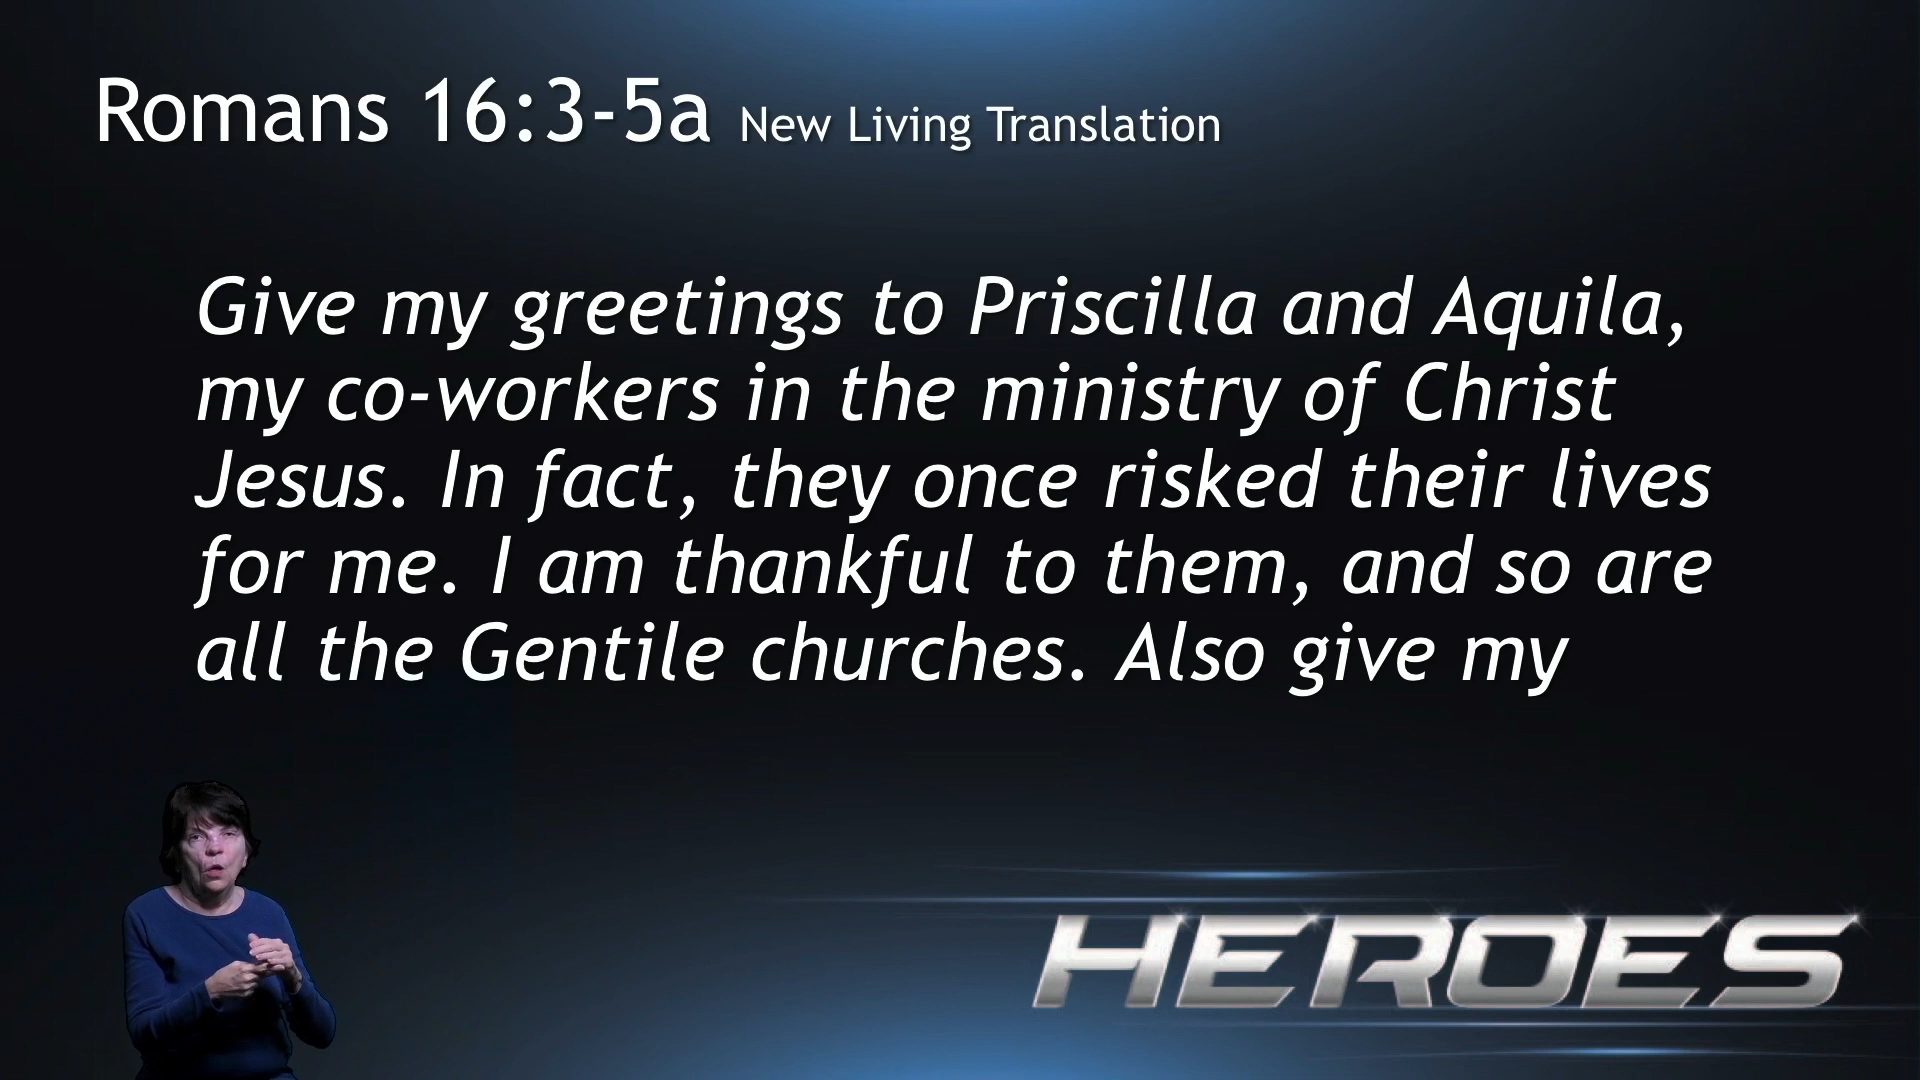 Romans 16:3-5a New Living Translation
Give my greetings to Priscilla and Aquila,
my co-workers in the ministry of Christ
Jesus. In fact, they once risked their lives
for me. I am thankful to them, and so are
all the Gentile churches. Also give my
HEROES